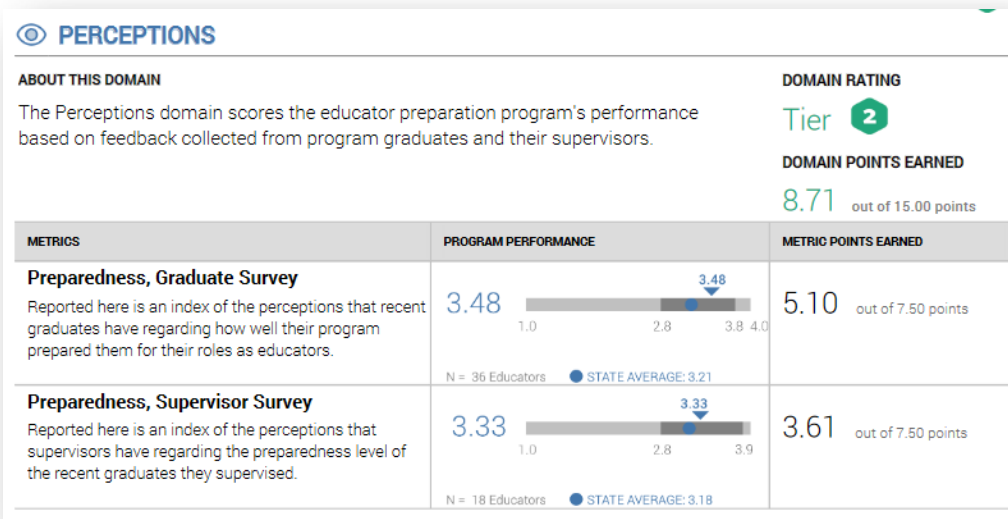 PERCEPTIONS
ABOUT THIS DOMAIN
The Perceptions domain scores the educator preparation program's performance
based on feedback collected from program graduates and their supervisors.
DOMAIN RATING
Tier 2
DOMAIN POINTS EARNED
8.71 out of 15.00 points
METRICS PROGRAM PERFORMANCE METRIC POINTS EARNED
Preparedness, Graduate Survey
Reported here is an index of the perceptions that recent
graduates have regarding how well their program
prepared them for their roles as educators.
3.48
3.48
1.0 2.8 3.8 4.0
N = 36 Educators STATE AVERAGE: 3.21
5.10 out of 7.50 points
Preparedness, Supervisor Survey
Reported here is an index of the perceptions that
supervisors have regarding the preparedness level of
the recent graduates they supervised.
3.33
3.33
1.0 2.8 3.9
N = 18 Educators STATE AVERAGE: 3.18
3.61 out of 7.50 points